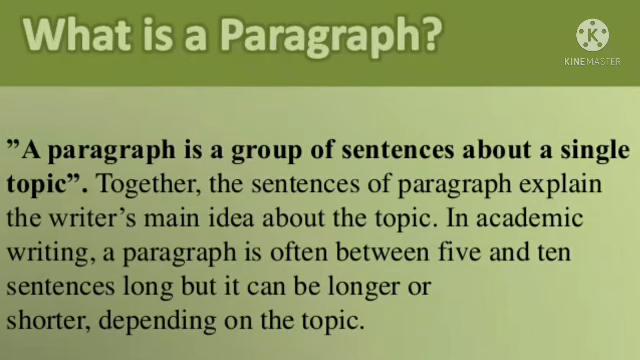 What is a Paragraph?
K
KINEMASTER
”A paragraph is a group of sentences about a single
topic”. Together, the sentences of paragraph explain
the writer’s main idea about the topic. In academic
writing, a paragraph is often between five and ten
sentences long but it can be longer or
shorter, depending on the topic.